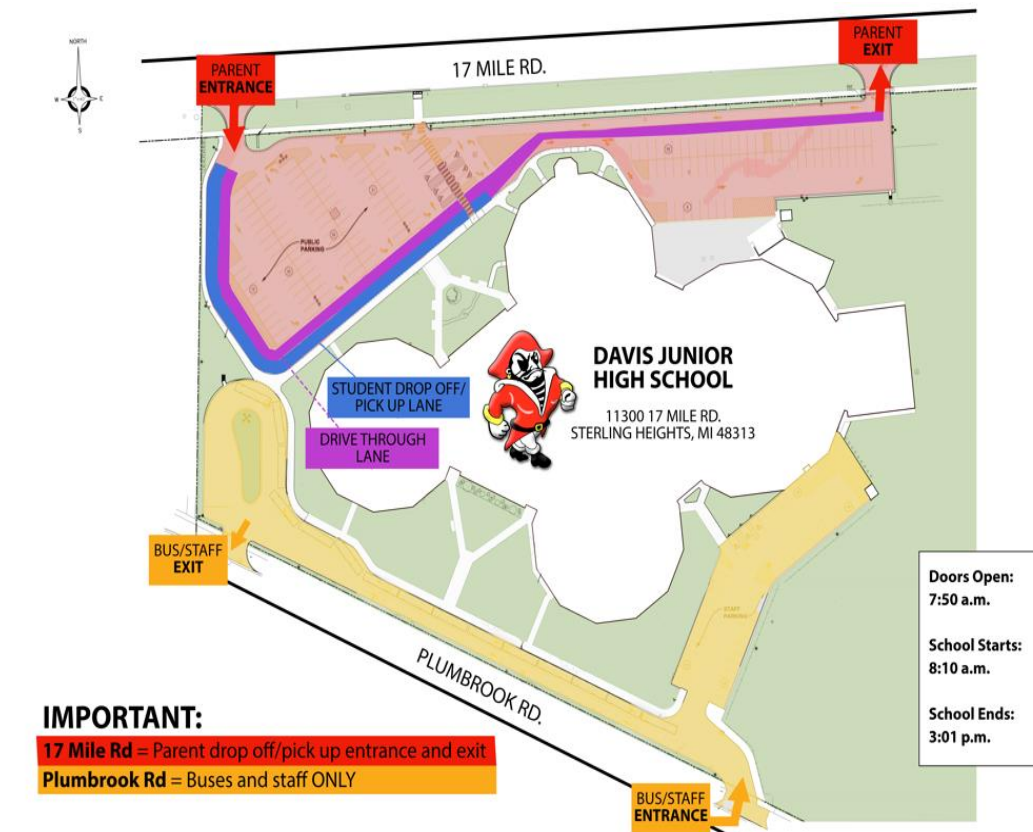 NORTH
W
E
S
PARENT
ENTRANCE
17 MILE RD.
PARENT
EXIT
PUBLIC
PARKING
STUDENT DROP OFF/
PICK UP LANE
DRIVE THROUGH
LANE
DAVIS JUNIOR
HIGH SCHOOL
11300 17 MILE RD.
STERLING HEIGHTS, MI 48313
BUS/STAFF
EXIT
STAFF
PARKING
PLUMBROOK RD.
Doors Open:
7:50 a.m.
School Starts:
8:10 a.m.
School Ends:
3:01 p.m.
IMPORTANT:
17 Mile Rd = Parent drop off/pick up entrance and exit
Plumbrook Rd = Buses and staff ONLY
BUS/STAFF
ENTRANCE